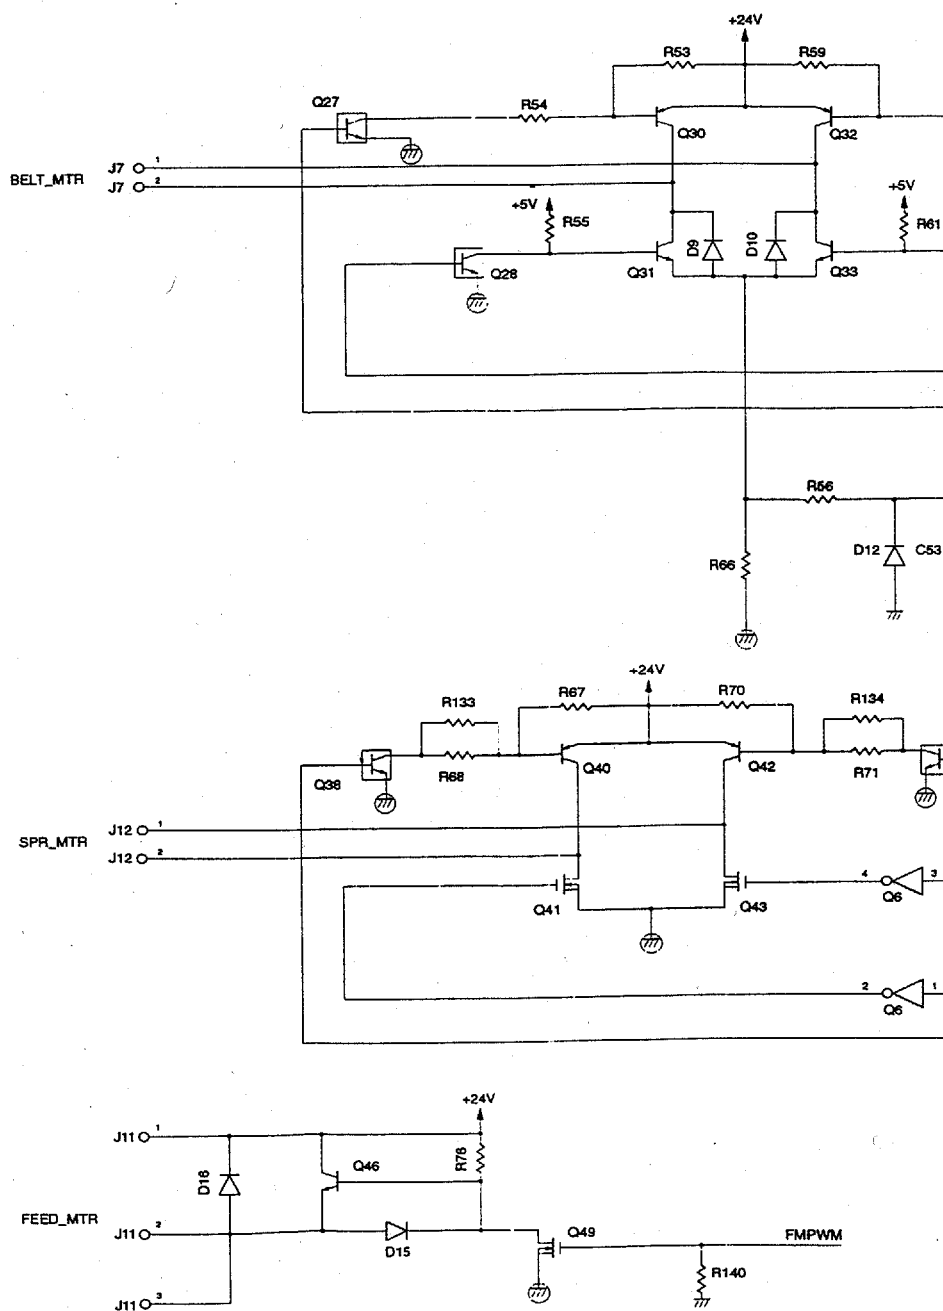 +24V
R53
R59
Q27
R54
Q30
Q32
BELT_MTR
J7
1
J7
2
+5V
R55
+5V
R61
D9
D10
Q28
Q31
Q33
R56
R66
D12
C53
+24V
R133
R67
R70
R134
Q38
R68
Q40
Q42
R71
SPR_MTR
J12
1
J12
2
Q41
Q43
4
3
Q6
2
1
Q6
+24V
J11
1
R76
Q46
D16
FEED_MTR
J11
2
D15
Q49
FMPWM
R140
J11
3